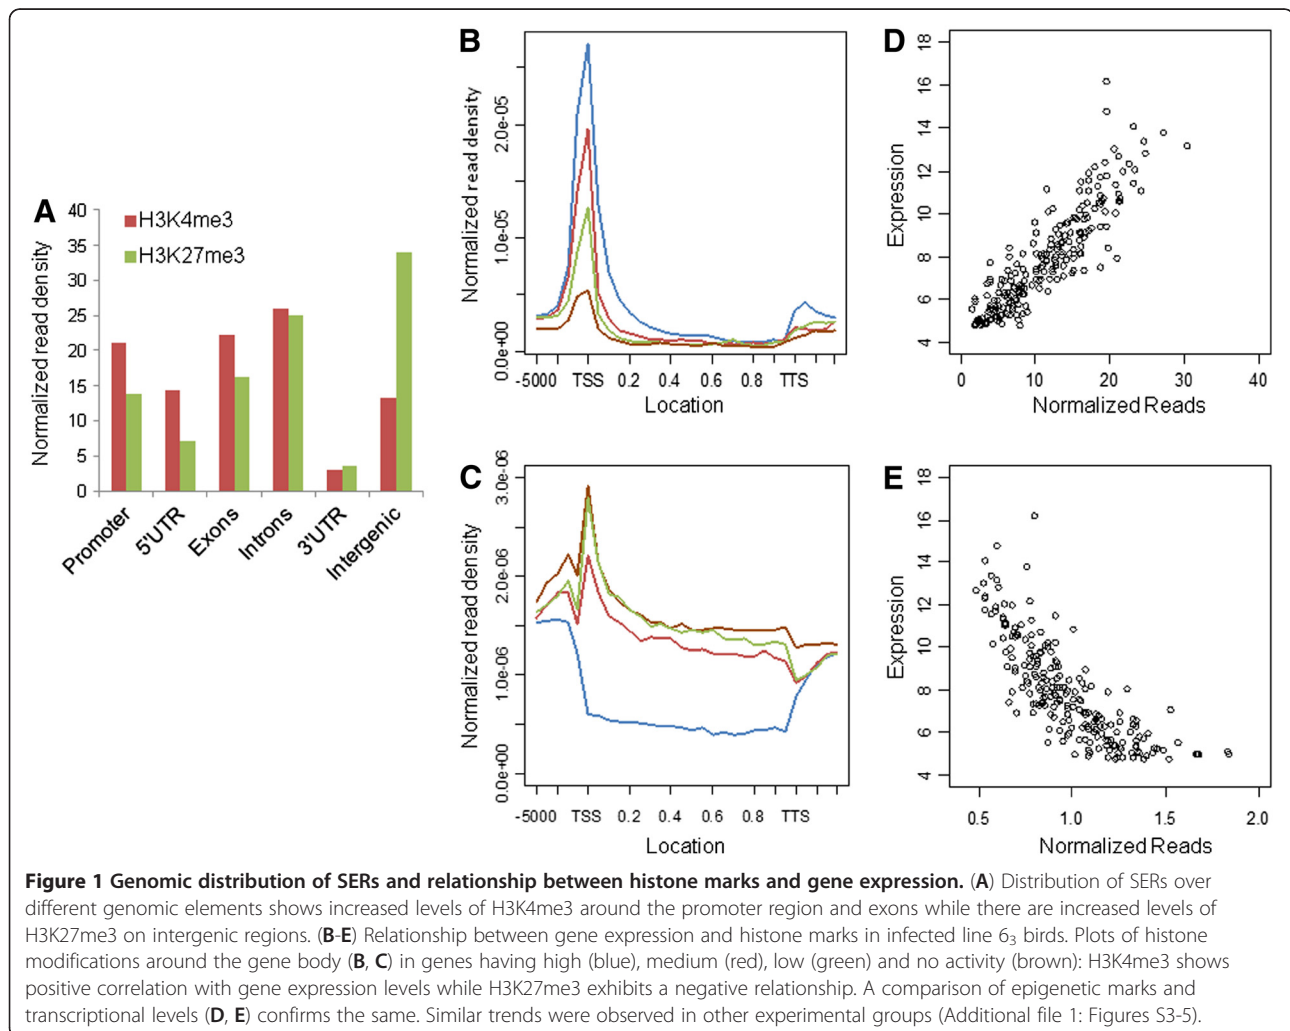 A
Normalized read density
40
35
30
25
20
15
10
5
0
H3K4me3
H3K27me3
Promoter
5'UTR
Exons
Introns
3'UTR
Intergenic
B
Normalized read density
2.0e-05
1.0e-05
0.0e+00
-5000 TSS 0.2 0.4 0.6 0.8 TTS
Location
D
Expression
18
16
14
12
10
8
6
4
0 10 20 30 40
Normalized Reads
C
Normalized read density
3.0e-06
2.0e-06
1.0e-06
0.0e+00
-5000 TSS 0.2 0.4 0.6 0.8 TTS
Location
E
Expression
18
16
14
12
10
8
6
4
0.5 1.0 1.5 2.0
Normalized Reads
Figure 1 Genomic distribution of SERs and relationship between histone marks and gene expression. (A) Distribution of SERs over
different genomic elements shows increased levels of H3K4me3 around the promoter region and exons while there are increased levels of
H3K27me3 on intergenic regions. (B-E) Relationship between gene expression and histone marks in infected line 6₃ birds. Plots of histone
modifications around the gene body (B, C) in genes having high (blue), medium (red), low (green) and no activity (brown): H3K4me3 shows
positive correlation with gene expression levels while H3K27me3 exhibits a negative relationship. A comparison of epigenetic marks and
transcriptional levels (D, E) confirms the same. Similar trends were observed in other experimental groups (Additional file 1: Figures S3-5).